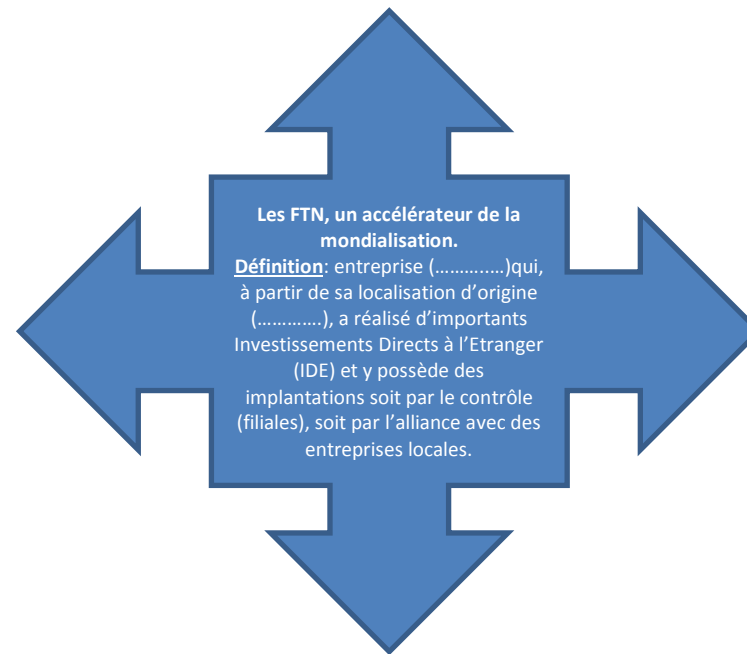 Les FTN, un accélérateur de la
mondialisation.
Définition: entreprise (…………..…)qui,
à partir de sa localisation d’origine
(………….), a réalisé d’importants
Investissements Directs à l’Etranger
(IDE) et y possède des
implantations soit par le contrôle
(filiales), soit par l’alliance avec des
entreprises locales.